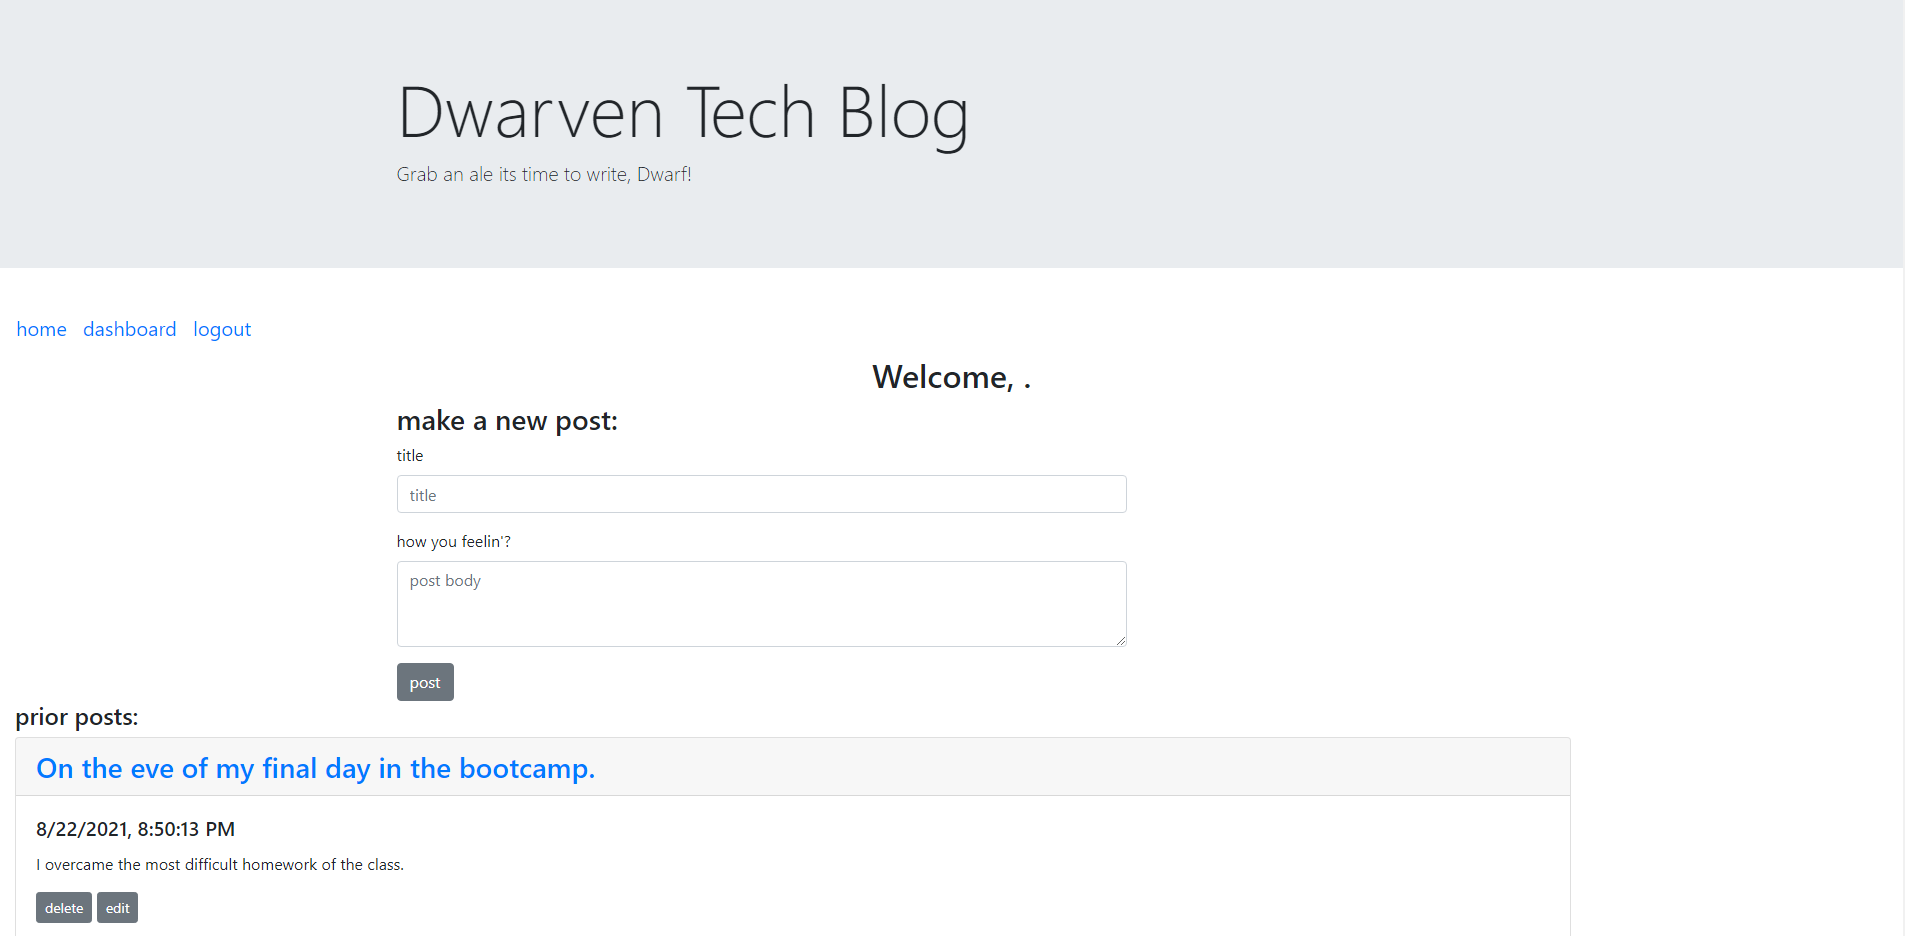 Dwarven Tech Blog
Grab an ale its time to write, Dwarf!
home dashboard logout
Welcome, .
make a new post:
title
title
how you feelin'?
post body
post
prior posts:
On the eve of my final day in the bootcamp.
8/22/2021, 8:50:13 PM
I overcame the most difficult homework of the class.
delete edit